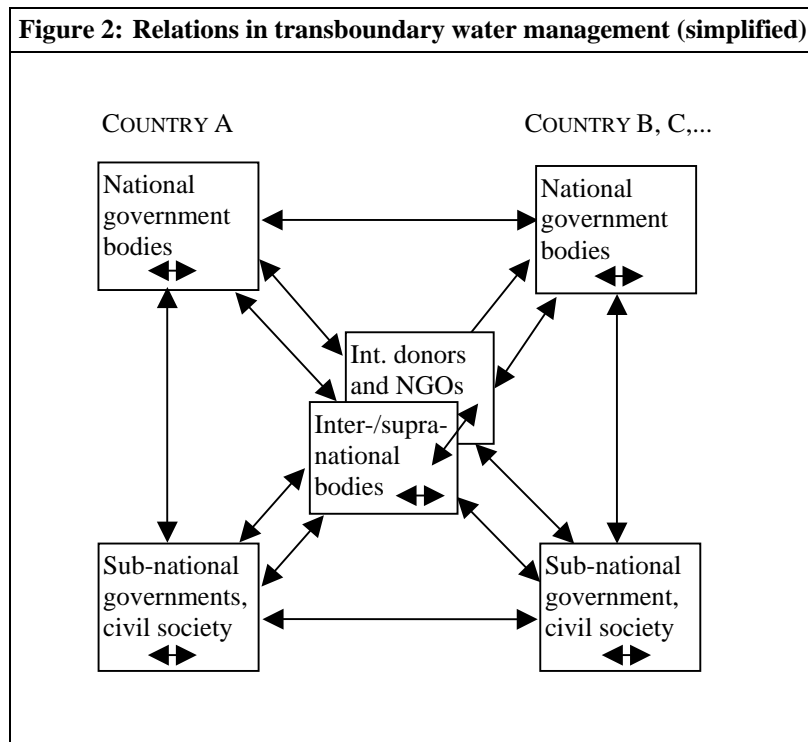 Figure 2: Relations in transboundary water management (simplified)
COUNTRY A
COUNTRY B, C,...
National
government
bodies
National
government
bodies
Int. donors
and NGOs
Inter-/supra-
national
bodies
Sub-national
governments,
civil society
Sub-national
government,
civil society